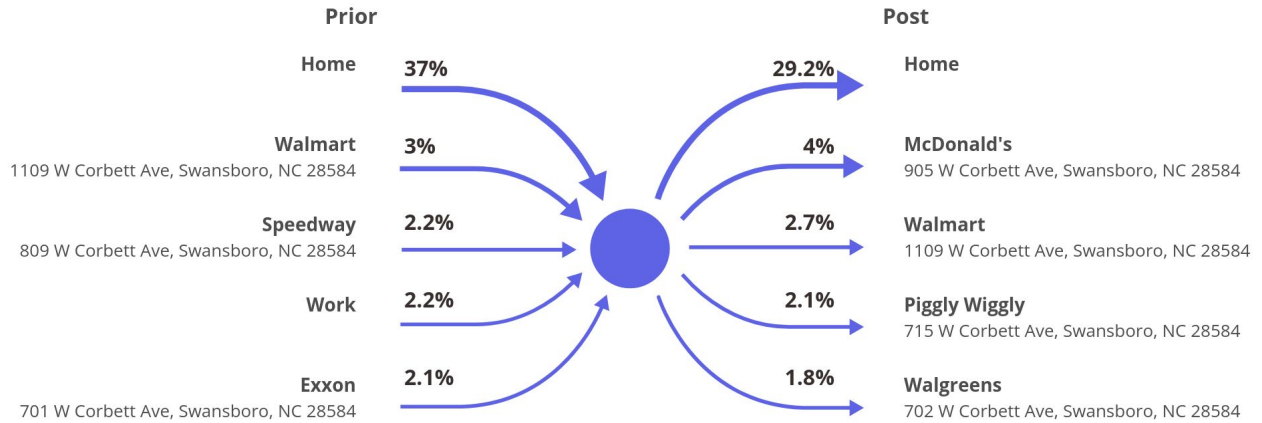 Prior
Post
Home
37%
29.2%
Home
Walmart
1109 W Corbett Ave, Swansboro, NC 28584
3%
4%
McDonald's
905 W Corbett Ave, Swansboro, NC 28584
Speedway
809 W Corbett Ave, Swansboro, NC 28584
2.2%
2.7%
Walmart
1109 W Corbett Ave, Swansboro, NC 28584
Work
2.2%
2.1%
Piggly Wiggly
715 W Corbett Ave, Swansboro, NC 28584
Exxon
701 W Corbett Ave, Swansboro, NC 28584
2.1%
1.8%
Walgreens
702 W Corbett Ave, Swansboro, NC 28584